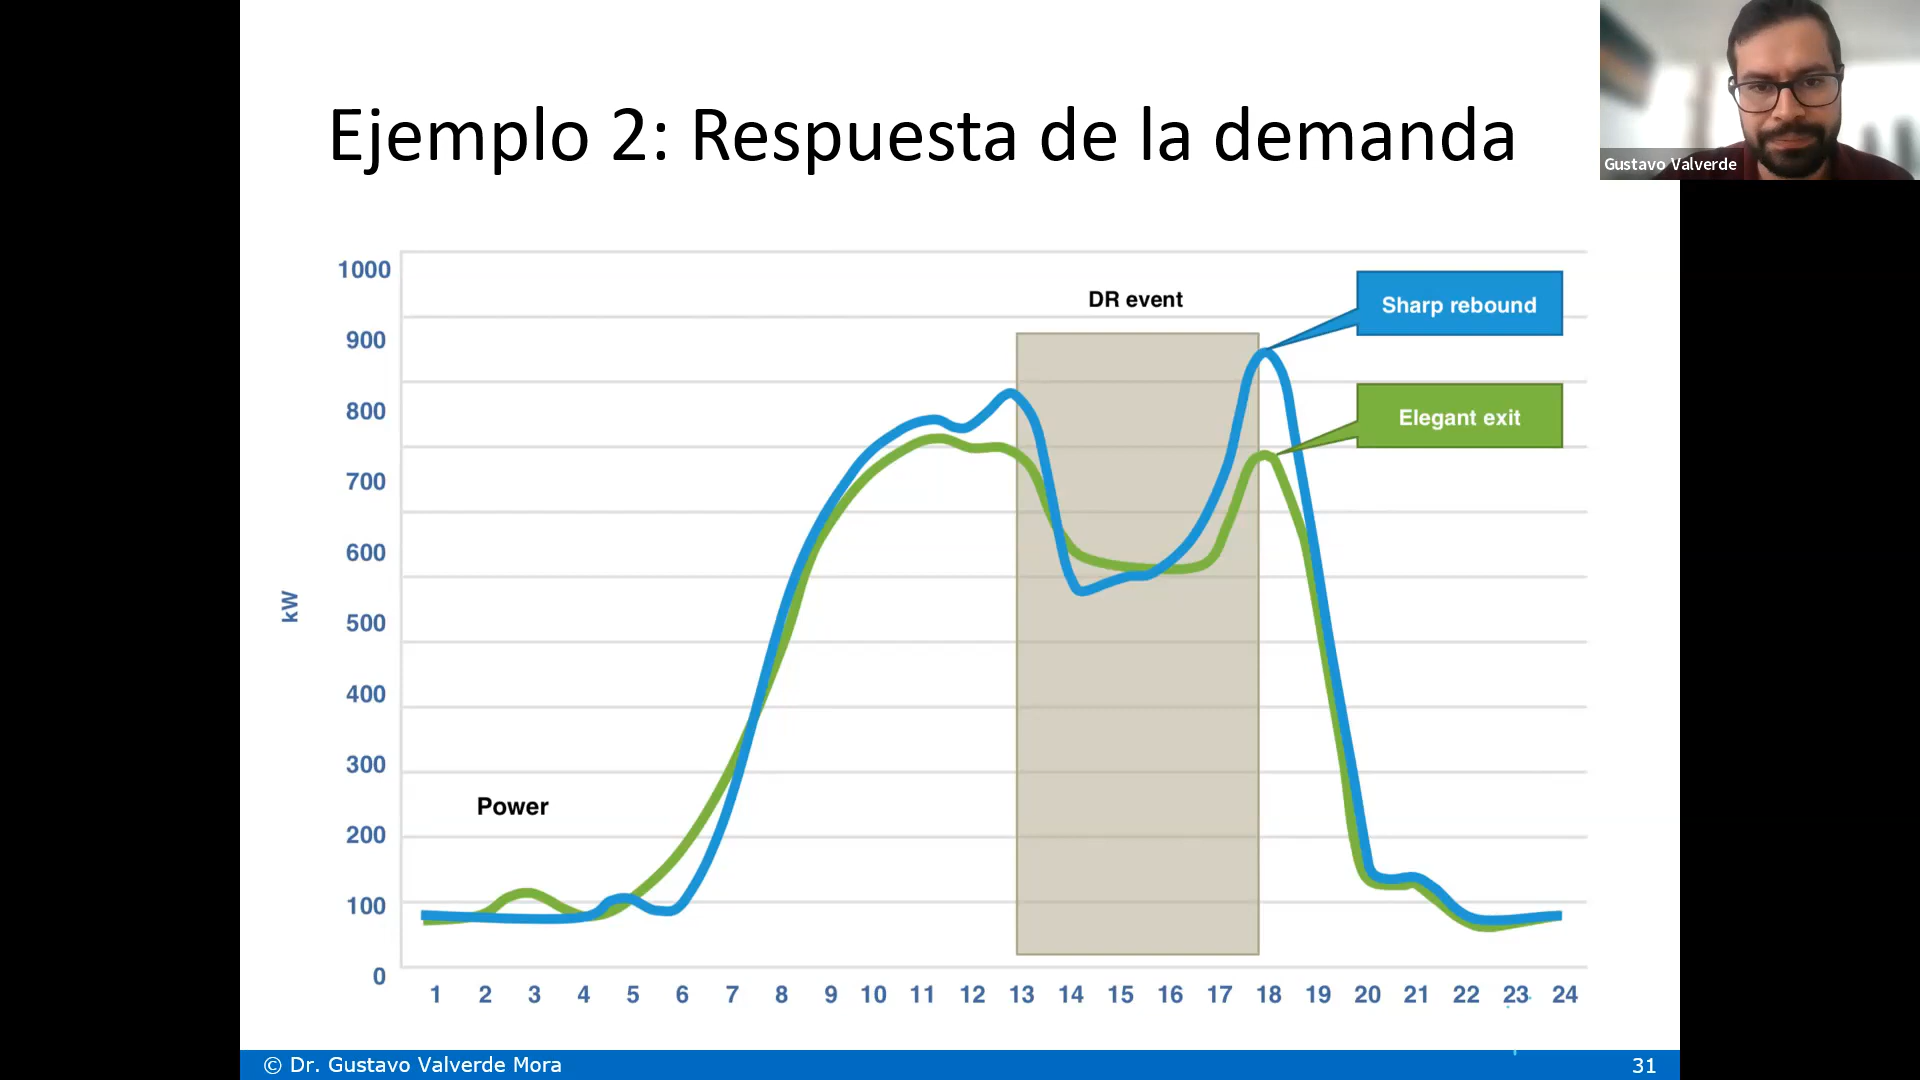 Ejemplo 2: Respuesta de la demanda
Gustavo Valverde
1000
900
800
700
600
500
400
300
200
100
0
kW
DR event
Sharp rebound
Elegant exit
Power
1 2 3 4 5 6 7 8 9 10 11 12 13 14 15 16 17 18 19 20 21 22 23 24
© Dr. Gustavo Valverde Mora
31